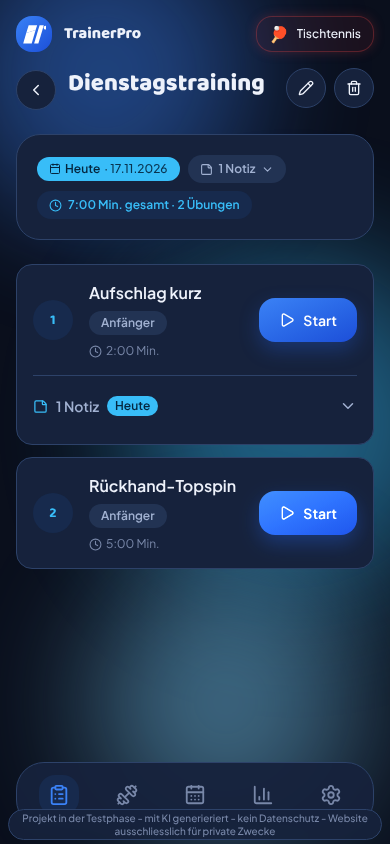 TrainerPro
Tischtennis
Dienstagstraining
Heute · 17.11.2026
1 Notiz
7:00 Min. gesamt · 2 Übungen
1
Aufschlag kurz
Anfänger
2:00 Min.
Start
1 Notiz Heute
2
Rückhand-Topspin
Anfänger
5:00 Min.
Start
Projekt in der Testphase – mit KI generieriert – kein Datenschutz – Website
ausschliesslich für private Zwecke